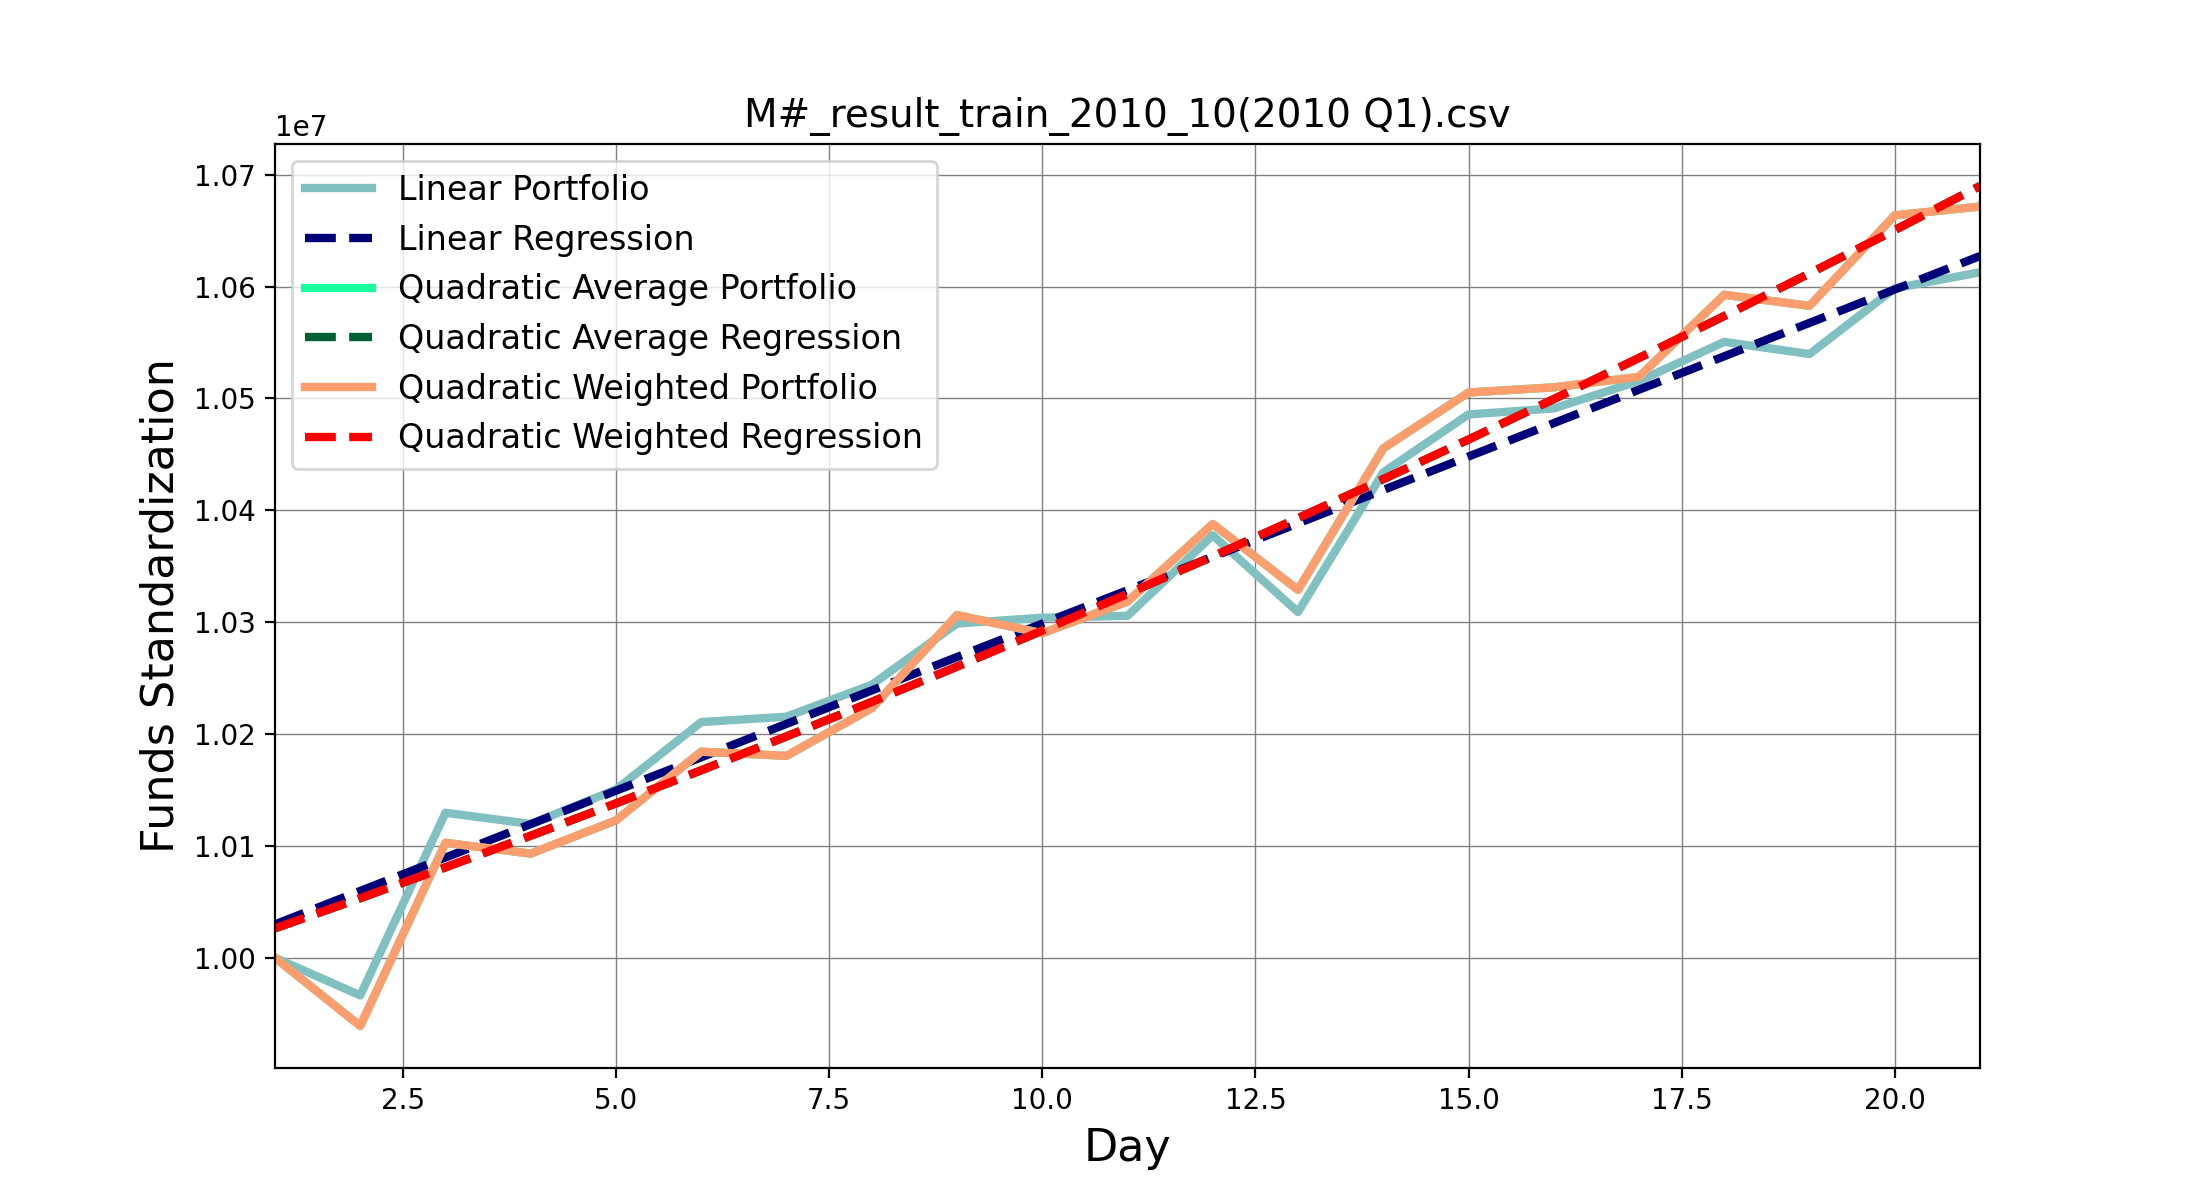 M#_result_train_2010_10(2010 Q1).csv
1e7
1.07
1.06
1.05
1.04
1.03
1.02
1.01
1.00
Funds Standardization
Linear Portfolio
Linear Regression
Quadratic Average Portfolio
Quadratic Average Regression
Quadratic Weighted Portfolio
Quadratic Weighted Regression
2.5 5.0 7.5 10.0 12.5 15.0 17.5 20.0
Day